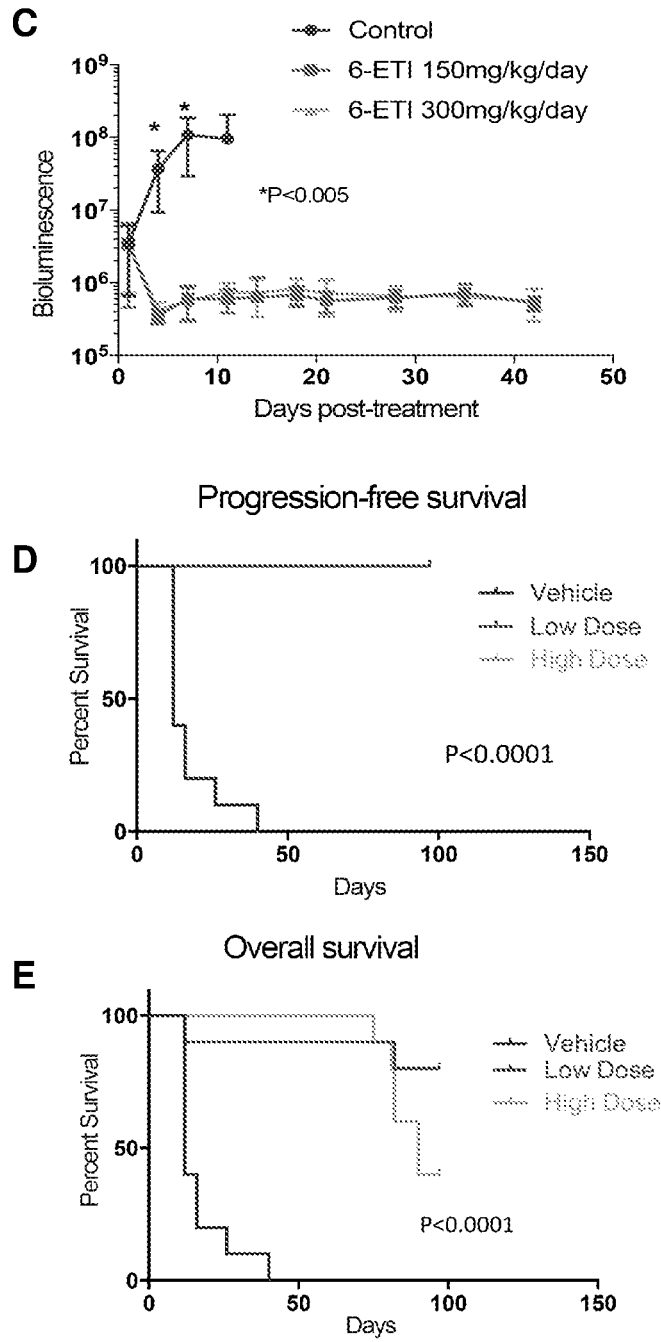 C
Control
6-ETI 150mg/kg/day
6-ETI 300mg/kg/day
10⁹
10⁸
10⁷
10⁶
10⁵
Bioluminescence
*
*
*P<0.005
0 10 20 30 40 50
Days post-treatment
Progression-free survival
D
100
50
0
Percent Survival
Vehicle
Low Dose
High Dose
P<0.0001
0 50 100 150
Days
Overall survival
E
100
50
0
Percent Survival
Vehicle
Low Dose
High Dose
P<0.0001
0 50 100 150
Days